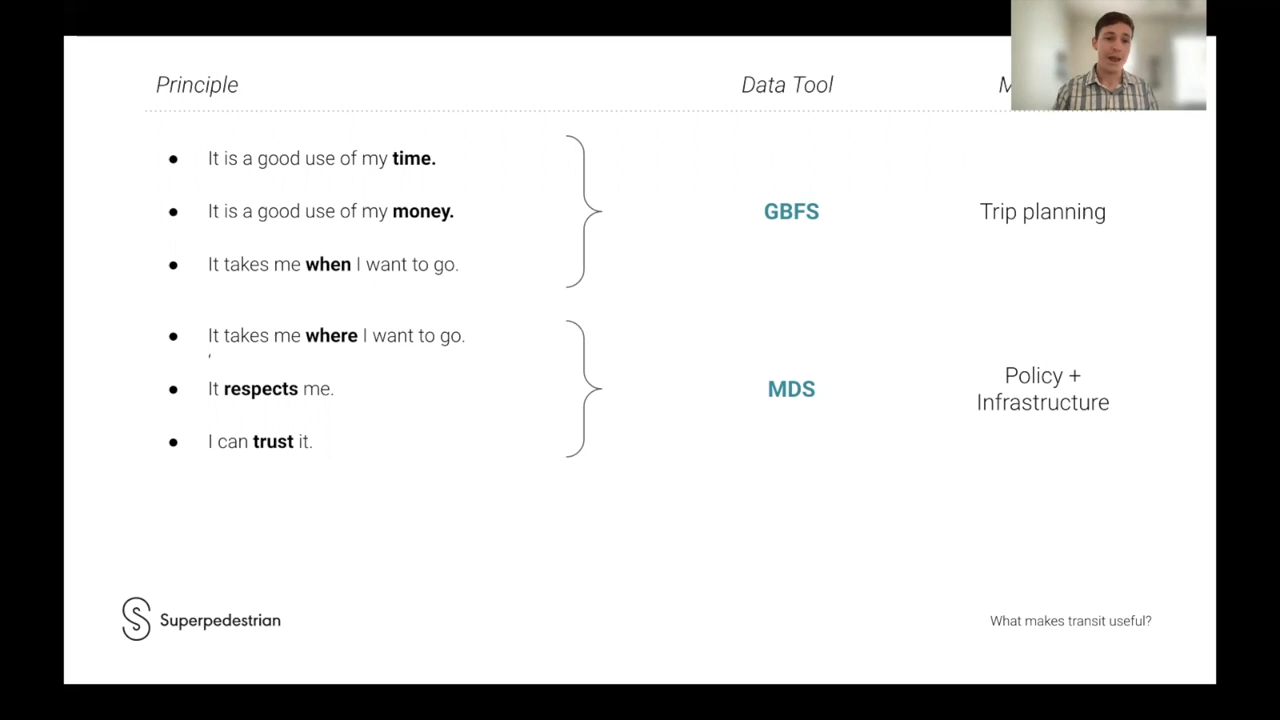 Principle
Data Tool
M
It is a good use of my time.
It is a good use of my money.
GBFS
Trip planning
It takes me when I want to go.
It takes me where I want to go.
It respects me.
MDS
Policy +
Infrastructure
I can trust it.
Superpedestrian
What makes transit useful?